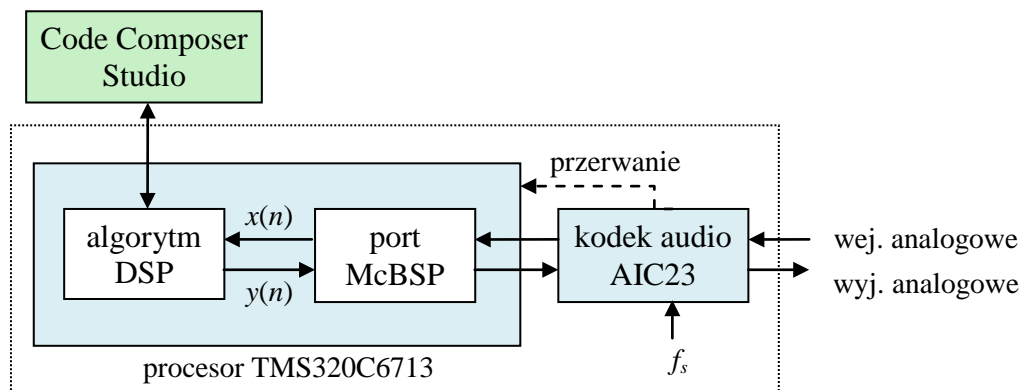 Code Composer
Studio
przerwanie
algorytm
DSP
x(n)
y(n)
port
McBSP
kodek audio
AIC23
wej. analogowe
wyj. analogowe
procesor TMS320C6713
fs